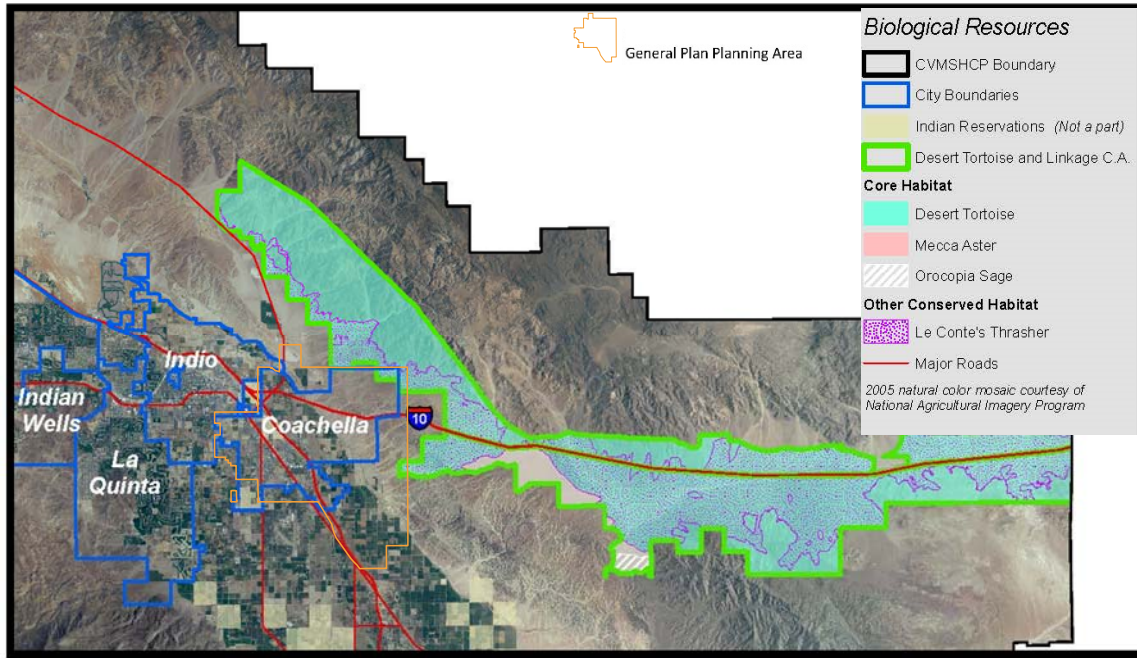 General Plan Planning Area
Biological Resources
CVMSHCP Boundary
City Boundaries
Indian Reservations (Not a part)
Desert Tortoise and Linkage C.A.
Core Habitat
Desert Tortoise
Mecca Aster
Orocopia Sage
Other Conserved Habitat
Le Conte's Thrasher
Major Roads
2005 natural color mosaic courtesy of
National Agricultural Imagery Program
Indio
Indian
Wells
Coachella
10
La
Quinta